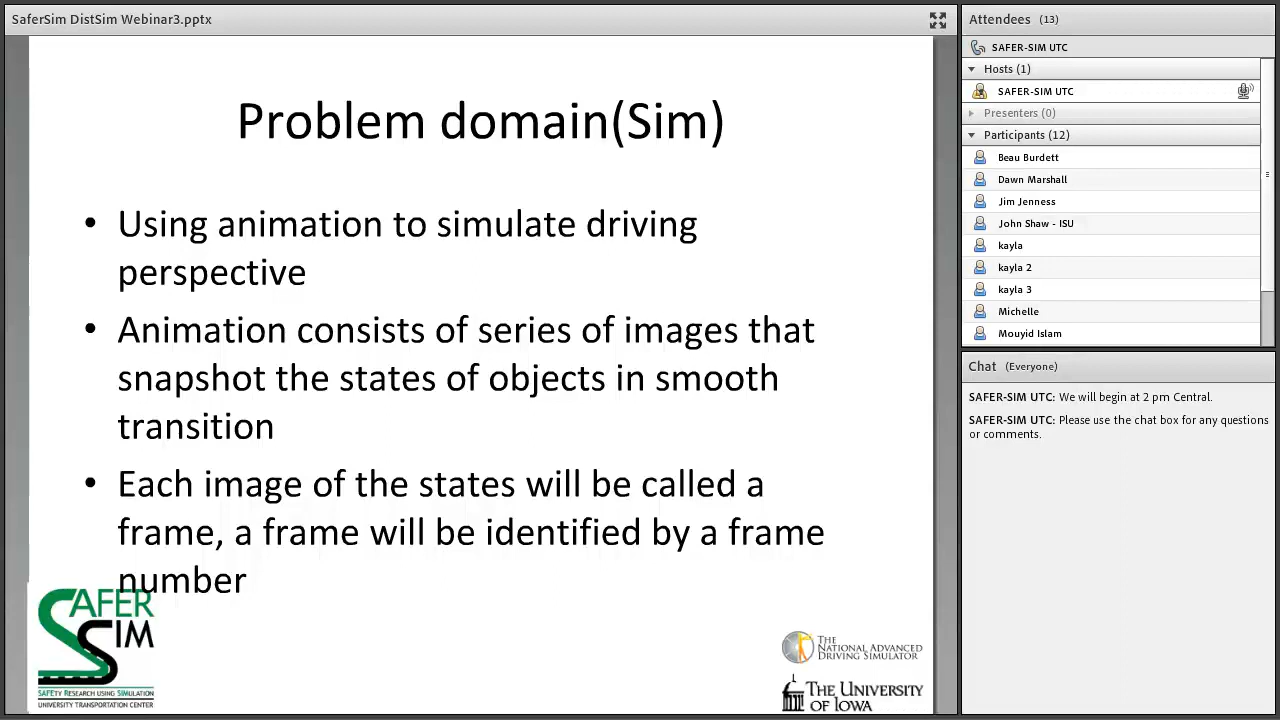 SaferSim DistSim Webinar3.pptx
Problem domain(Sim)
• Using animation to simulate driving
perspective
• Animation consists of series of images that
snapshot the states of objects in smooth
transition
• Each image of the states will be called a
frame, a frame will be identified by a frame
number
SAFER
SIM
SAFETY RESEARCH USING SIMULATION
UNIVERSITY TRANSPORTATION CENTER
THE
NATIONAL ADVANCED
DRIVING SIMULATOR
THE UNIVERSITY
OF IOWA
Attendees (13)
SAFER-SIM UTC
Hosts (1)
SAFER-SIM UTC
Presenters (0)
Participants (12)
Beau Burdett
Dawn Marshall
Jim Jenness
John Shaw - ISU
kayla
kayla 2
kayla 3
Michelle
Mouyid Islam
Chat (Everyone)
SAFER-SIM UTC: We will begin at 2 pm Central.
SAFER-SIM UTC: Please use the chat box for any questions
or comments.